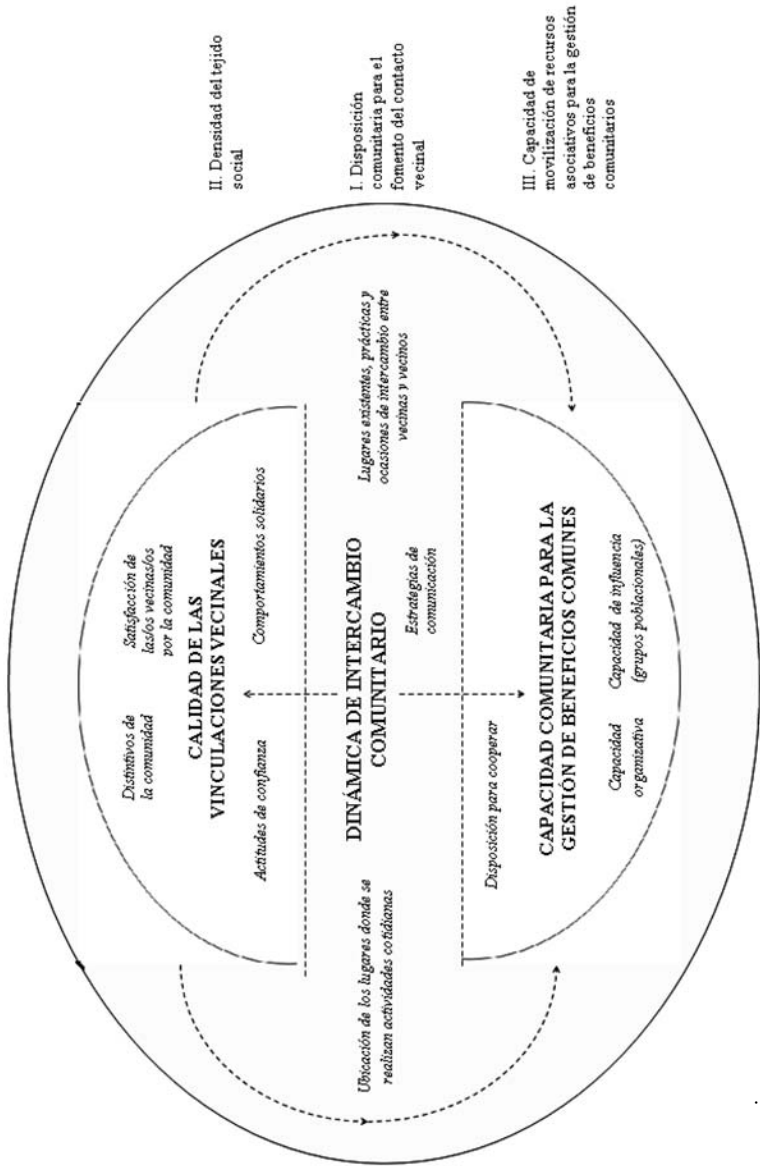 Distintivos de
la comunidad
Satisfacción de
las/os vecinas/os
por la comunidad
CALIDAD DE LAS
VINCULACIONES VECINALES
Actitudes de confianza
Comportamientos solidarios
II. Densidad del tejido
social
Ubicación de los lugares donde se
realizan actividades cotidianas
DINÁMICA DE INTERCAMBIO
COMUNITARIO
Estrategias de
comunicación
Lugares existentes, prácticas y
ocasiones de intercambio entre
vecinas y vecinos
I. Disposición
comunitaria para el
fomento del contacto
vecinal
Disposición para cooperar
CAPACIDAD COMUNITARIA PARA LA
GESTIÓN DE BENEFICIOS COMUNES
Capacidad
organizativa
Capacidad de influencia
(grupos poblacionales)
III. Capacidad de
movilización de recursos
asociativos para la gestión
de beneficios
comunitarios